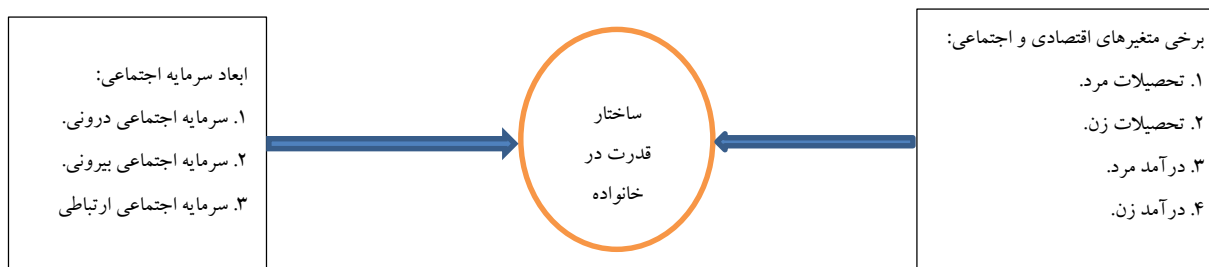 برخی متغیرهای اقتصادی و اجتماعی:
۱. تحصیلات مرد.
۲. تحصیلات زن.
۳. درآمد مرد.
۴. درآمد زن.
ساختار
قدرت در
خانواده
ابعاد سرمایه اجتماعی:
۱. سرمایه اجتماعی درونی.
۲. سرمایه اجتماعی بیرونی.
۳. سرمایه اجتماعی ارتباطی